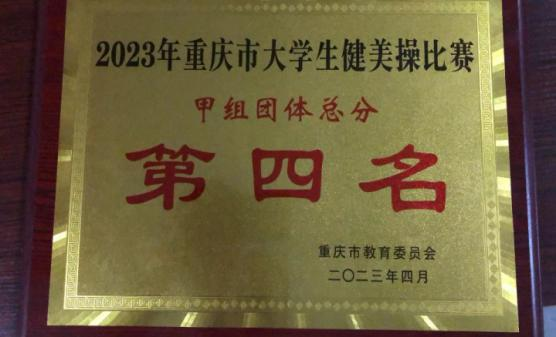 2023年重庆市大学生健美操比赛
甲组团体总分
第四名
重庆市教育委员会
二〇二三年四月